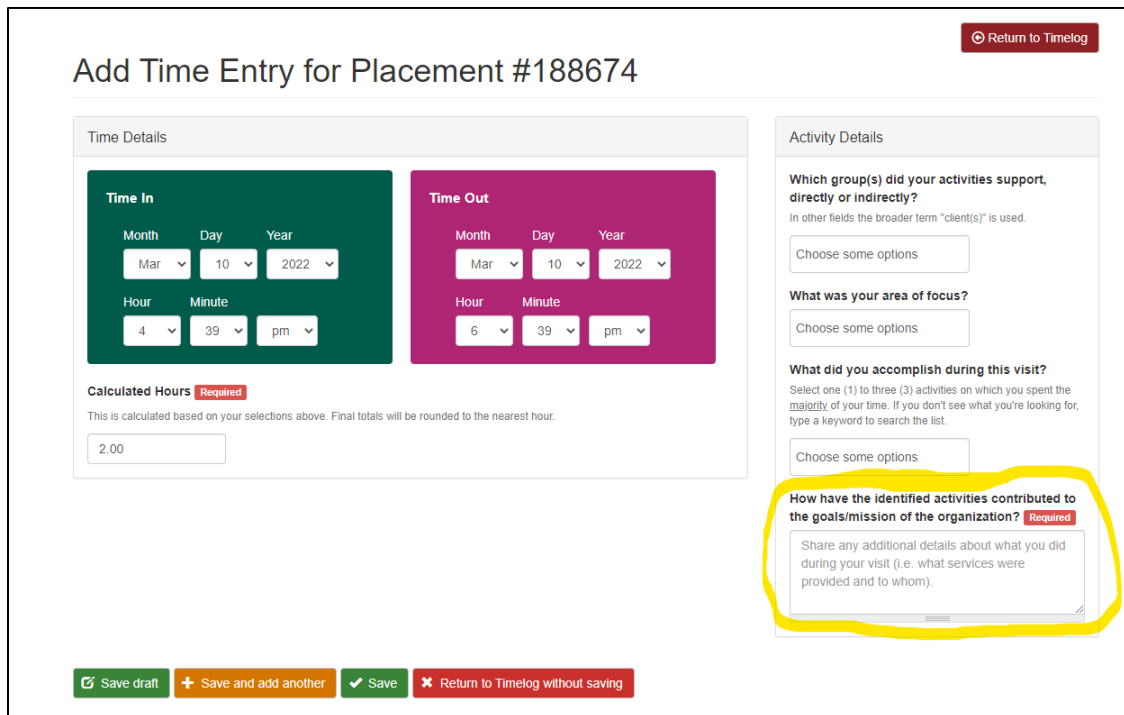 Return to Timelog
Add Time Entry for Placement #188674
Time Details
Time In
Month Day Year
Mar 10 2022
Hour Minute
4 39 pm
Time Out
Month Day Year
Mar 10 2022
Hour Minute
6 39 pm
Calculated Hours Required
This is calculated based on your selections above. Final totals will be rounded to the nearest hour.
2.00
Activity Details
Which group(s) did your activities support,
directly or indirectly?
In other fields the broader term "client(s)" is used.
Choose some options
What was your area of focus?
Choose some options
What did you accomplish during this visit?
Select one (1) to three (3) activities on which you spent the
majority of your time. If you don't see what you're looking for,
type a keyword to search the list.
Choose some options
How have the identified activities contributed to
the goals/mission of the organization? Required
Share any additional details about what you did
during your visit (i.e. what services were
provided and to whom).
Save draft Save and add another Save Return to Timelog without saving